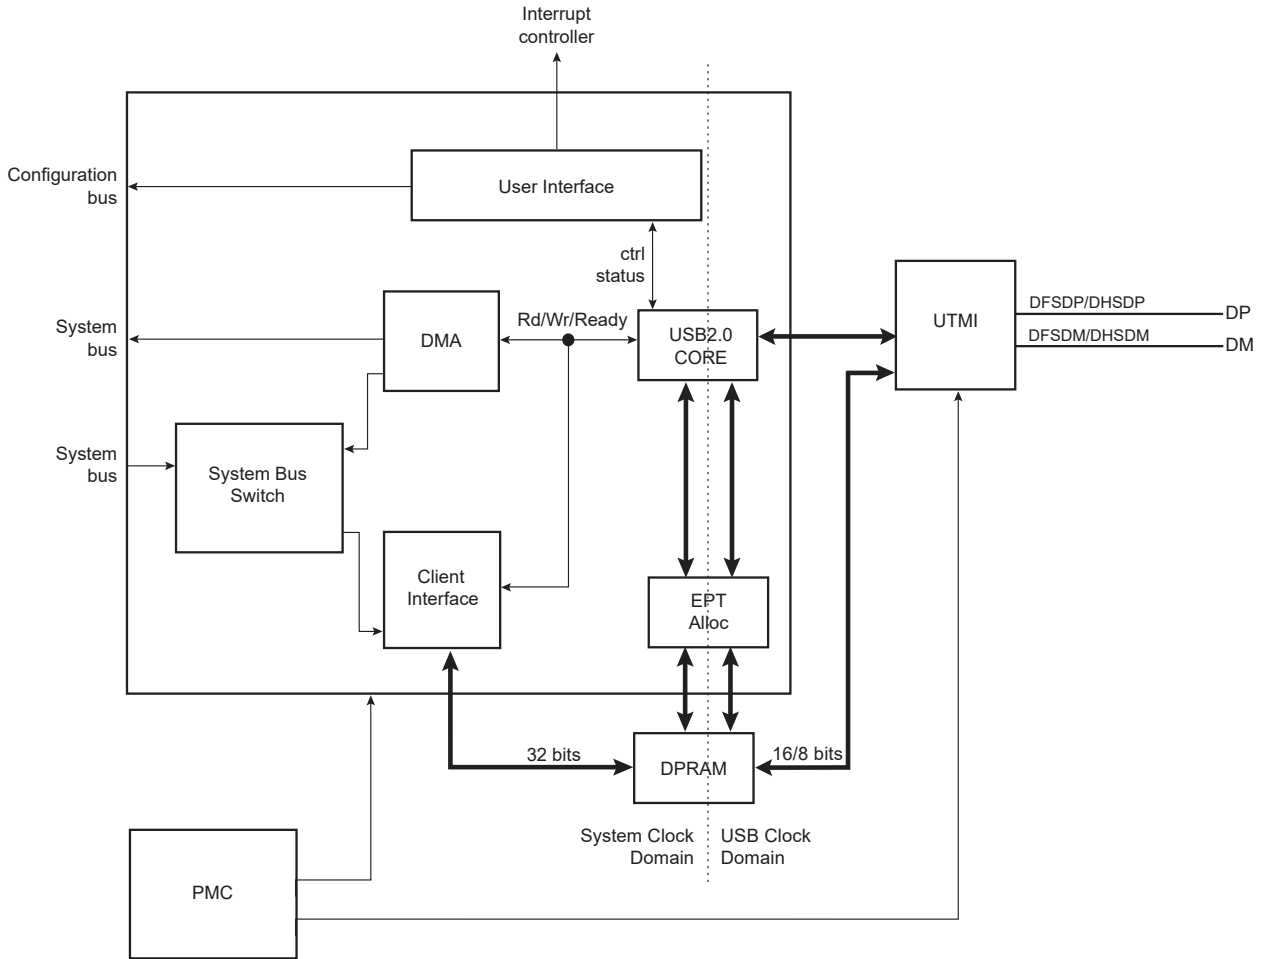 Interrupt
controller
Configuration
bus
User Interface
ctrl
status
System
bus
DMA
Rd/Wr/Ready
USB2.0
CORE
UTMI
DFSDP/DHSDP
DP
DFSDM/DHSDM
DM
System
bus
System Bus
Switch
Client
Interface
EPT
Alloc
32 bits
DPRAM
16/8 bits
System Clock
Domain
USB Clock
Domain
PMC